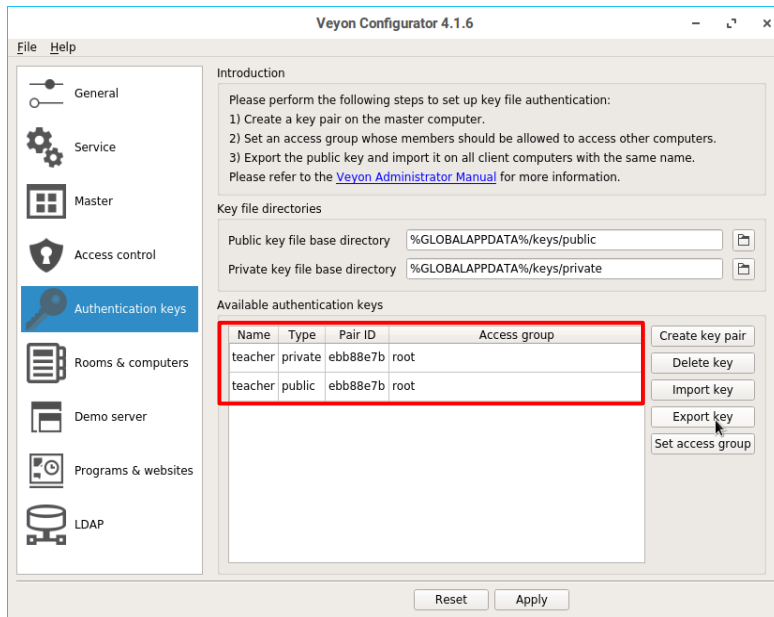 Veyon Configurator 4.1.6
File Help
General
Service
Master
Access control
Authentication keys
Rooms & computers
Demo server
Programs & websites
LDAP
Introduction
Please perform the following steps to set up key file authentication:
1) Create a key pair on the master computer.
2) Set an access group whose members should be allowed to access other computers.
3) Export the public key and import it on all client computers with the same name.
Please refer to the Veyon Administrator Manual for more information.
Key file directories
Public key file base directory %GLOBALAPPDATA%/keys/public
Private key file base directory %GLOBALAPPDATA%/keys/private
Available authentication keys
Name Type Pair ID Access group
teacher private ebb88e7b root
teacher public ebb88e7b root
Create key pair
Delete key
Import key
Export key
Set access group
Reset Apply